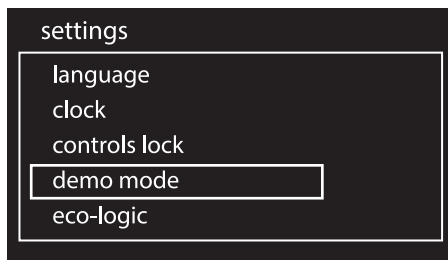 settings
language
clock
controls lock
demo mode
eco-logic